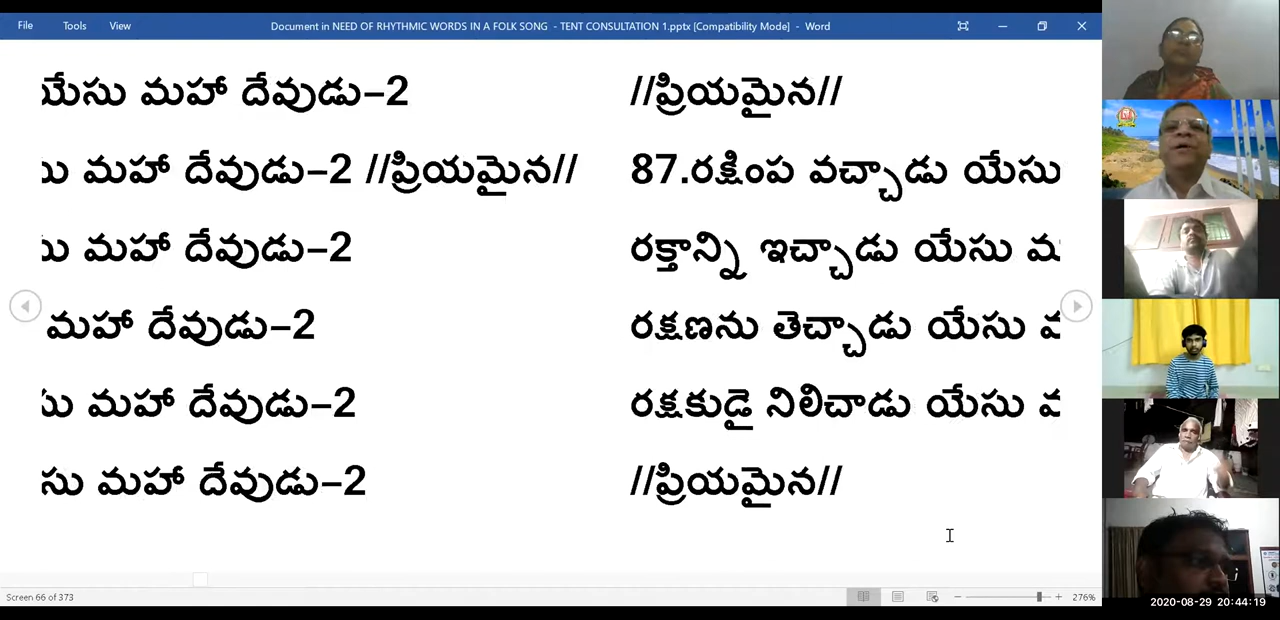 File Tools View Document in NEED OF RHYTHMIC WORDS IN A FOLK SONG - TENT CONSULTATION 1.pptx [Compatibility Mode] - Word
యేసు మహా దేవుడు–2
మహా దేవుడు–2 //ప్రియమైన//
మహా దేవుడు–2
మహా దేవుడు–2
మహా దేవుడు–2
మహా దేవుడు–2
//ప్రియమైన//
87.రక్షింప వచ్చాడు యేసు
రక్తాన్ని ఇచ్చాడు యేసు
రక్షణను తెచ్చాడు యేసు
రక్షకుడై నిలిచాడు యేసు
//ప్రియమైన//
Screen 66 of 373
276%
2020-08-29 20:44:19